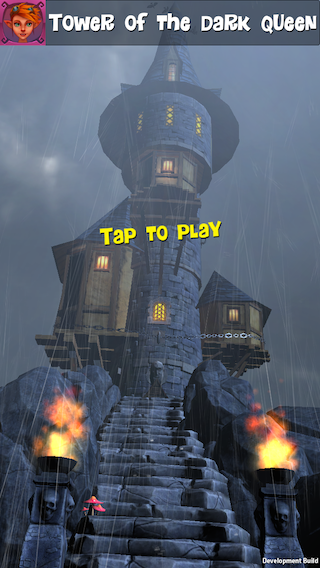 Tower of the Dark Queen
Tap to play
Development Build